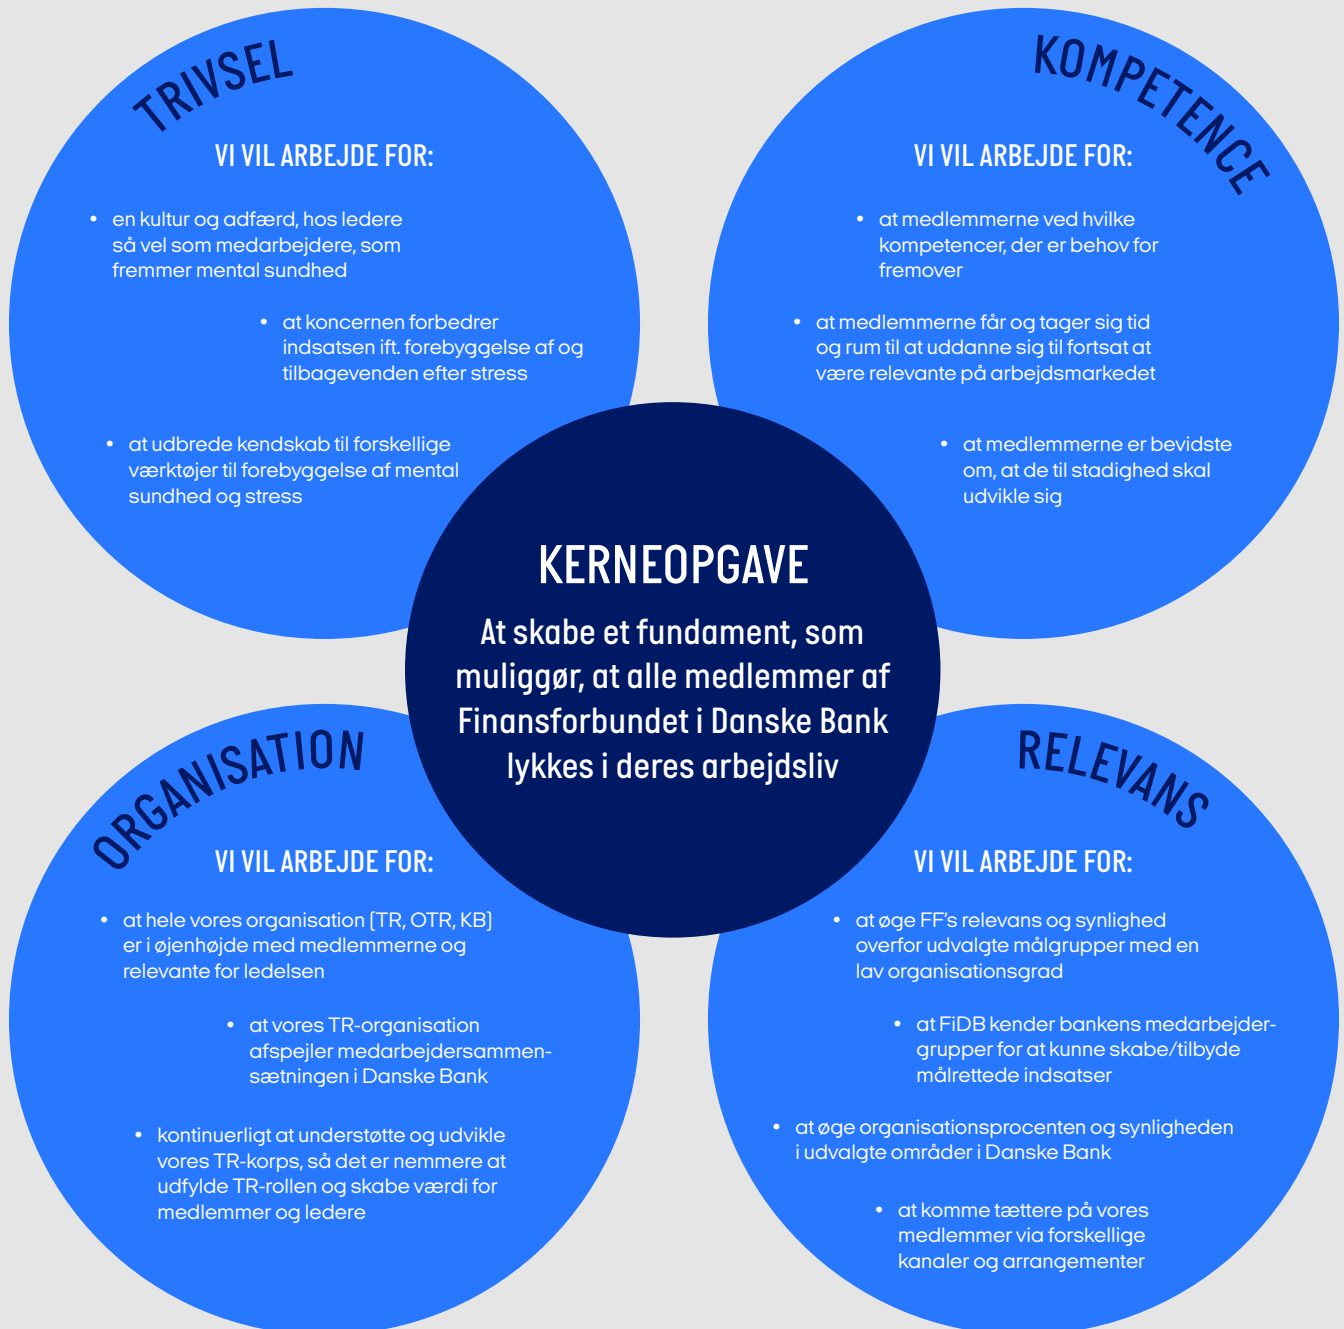 TRIVSEL
VI VIL ARBEJDE FOR:
• en kultur og adfærd, hos ledere
så vel som medarbejdere, som
fremmer mental sundhed
• at koncernen forbedrer
indsatsen ift. forebyggelse af og
tilbagevenden efter stress
• at udbrede kendskab til forskellige
værktøjer til forebyggelse af mental
sundhed og stress
KOMPETENCE
VI VIL ARBEJDE FOR:
• at medlemmerne ved hvilke
kompetencer, der er behov for
fremover
• at medlemmerne får og tager sig tid
og rum til at uddanne sig til fortsat at
være relevante på arbejdsmarkedet
• at medlemmerne er bevidste
om, at de til stadighed skal
udvikle sig
KERNEOPGAVE
At skabe et fundament, som
muliggør, at alle medlemmer af
Finansforbundet i Danske Bank
lykkes i deres arbejdsliv
ORGANISATION
VI VIL ARBEJDE FOR:
• at hele vores organisation (TR, OTR, KB)
er i øjenhøjde med medlemmerne og
relevante for ledelsen
• at vores TR-organisation
afspejler medarbejdersammen-
sætningen i Danske Bank
• kontinuerligt at understøtte og udvikle
vores TR-korps, så det er nemmere at
udfylde TR-rollen og skabe værdi for
medlemmer og ledere
RELEVANS
VI VIL ARBEJDE FOR:
• at øge FF's relevans og synlighed
overfor udvalgte målgrupper med en
lav organisationsgrad
• at FiDB kender bankens medarbejder-
grupper for at kunne skabe/tilbyde
målrettede indsatser
• at øge organisationsprocenten og synligheden
i udvalgte områder i Danske Bank
• at komme tættere på vores
medlemmer via forskellige
kanaler og arrangementer